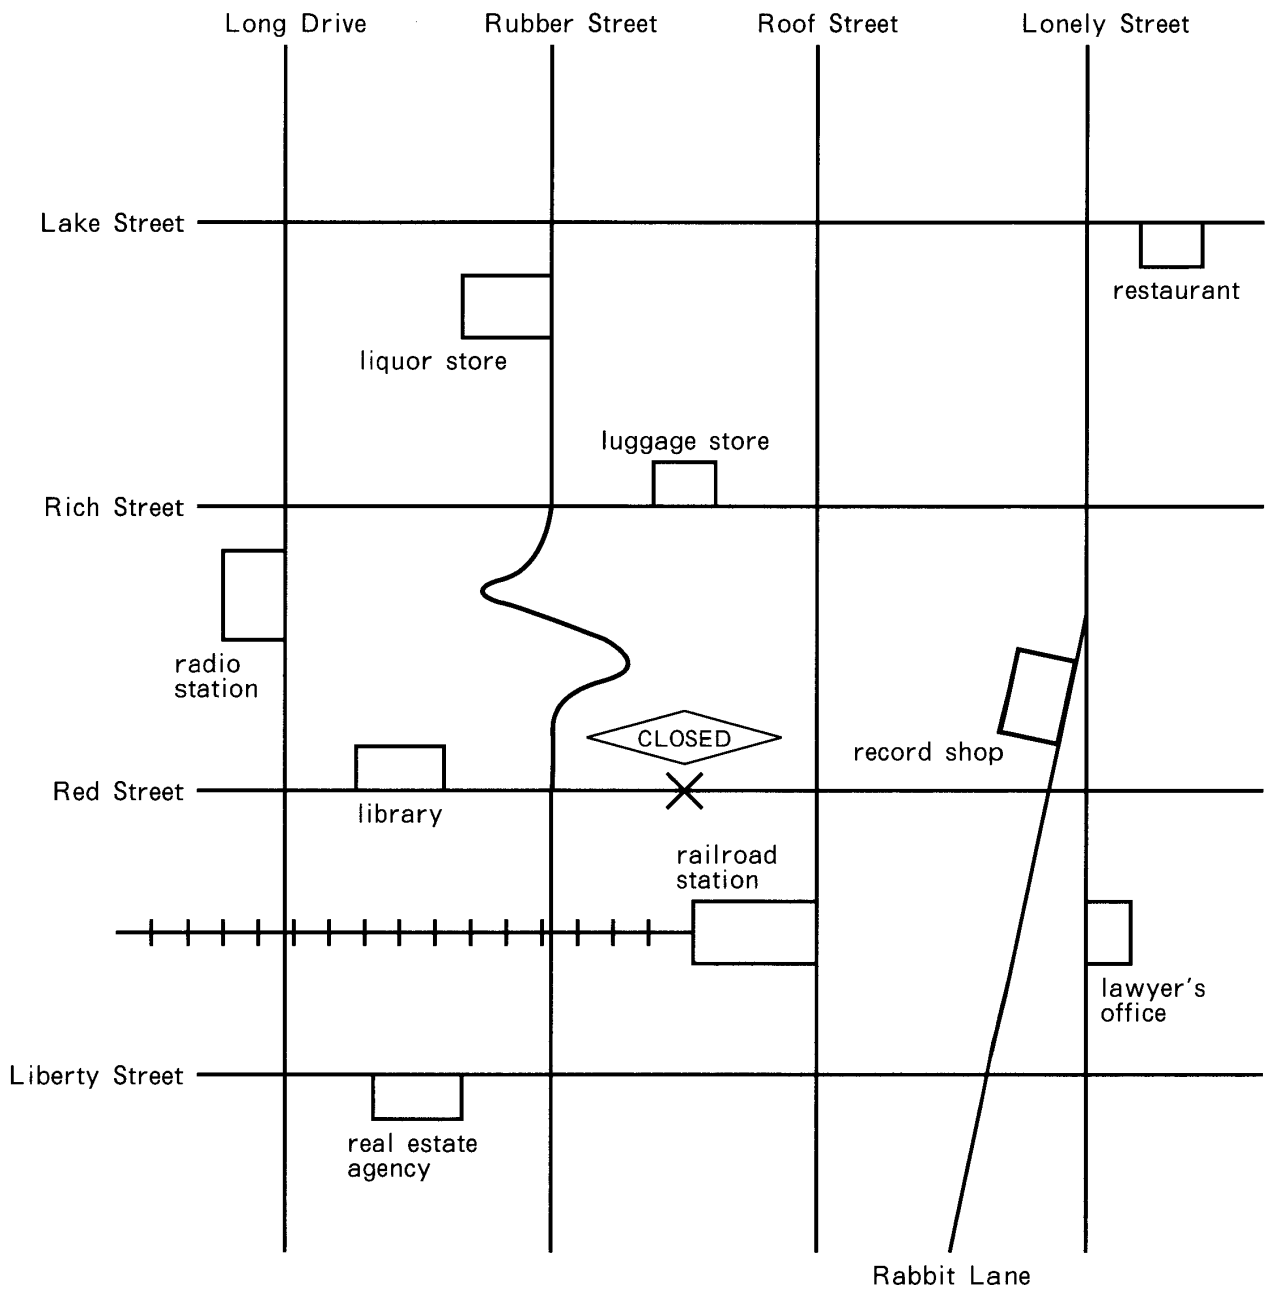 Long Drive
Rubber Street
Roof Street
Lonely Street
Lake Street
restaurant
liquor store
luggage store
Rich Street
radio
station
CLOSED
record shop
Red Street
library
railroad
station
lawyer's
office
Liberty Street
real estate
agency
Rabbit Lane